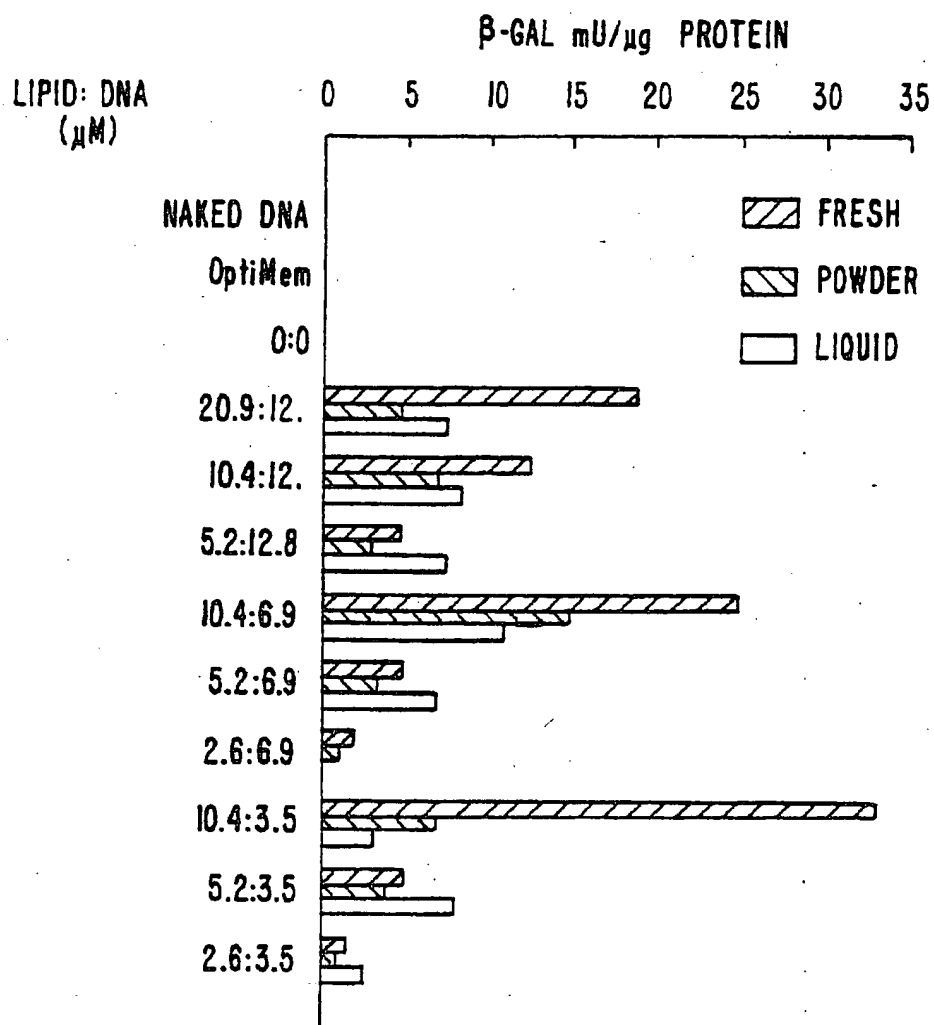 β-GAL mU/μg PROTEIN
LIPID: DNA
(μM)
0 5 10 15 20 25 30 35
NAKED DNA
OptiMem
0:0
20.9:12.
10.4:12.
5.2:12.8
10.4:6.9
5.2:6.9
2.6:6.9
10.4:3.5
5.2:3.5
2.6:3.5
FRESH
POWDER
LIQUID